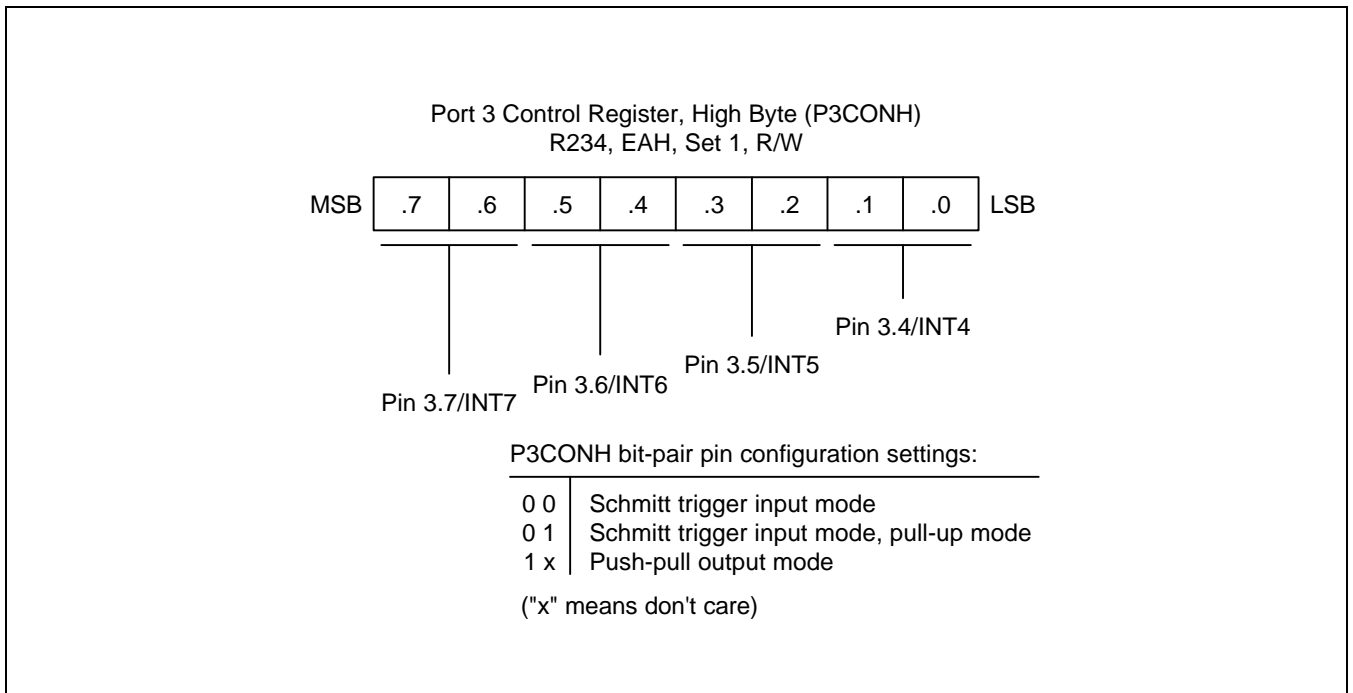 Port 3 Control Register, High Byte (P3CONH)
R234, EAH, Set 1, R/W
MSB .7 .6 .5 .4 .3 .2 .1 .0 LSB
Pin 3.4/INT4
Pin 3.5/INT5
Pin 3.6/INT6
Pin 3.7/INT7
P3CONH bit-pair pin configuration settings:
0 0 Schmitt trigger input mode
0 1 Schmitt trigger input mode, pull-up mode
1 x Push-pull output mode
("x" means don't care)